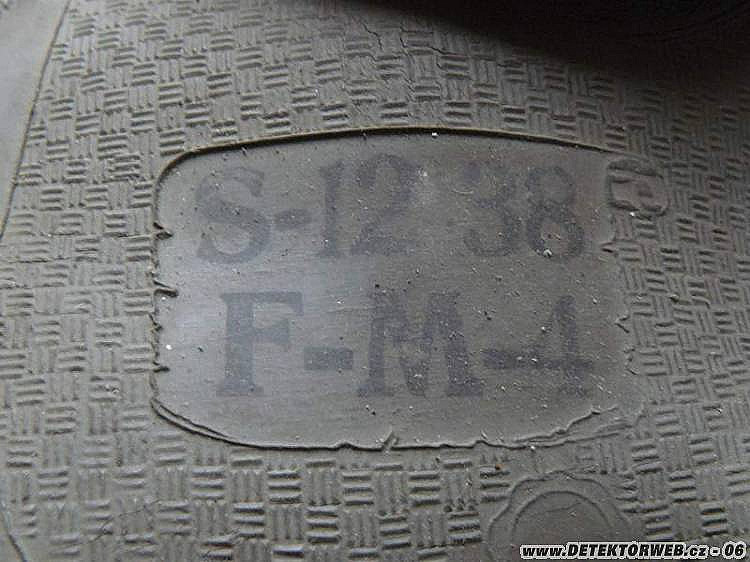 S-12 38
F-M-4
www.DETEKTORWEB.cz - 06